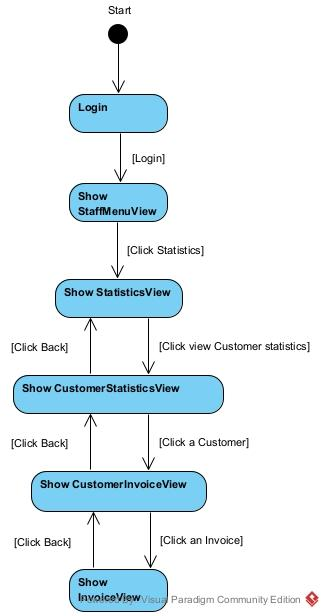 Start
Login
[Login]
Show
StaffMenuView
[Click Statistics]
Show StatisticsView
[Click Back]
[Click view Customer statistics]
Show CustomerStatisticsView
[Click Back]
[Click a Customer]
Show CustomerInvoiceView
[Click Back]
[Click an Invoice]
Show
InvoiceView
Powered By Visual Paradigm Community Edition